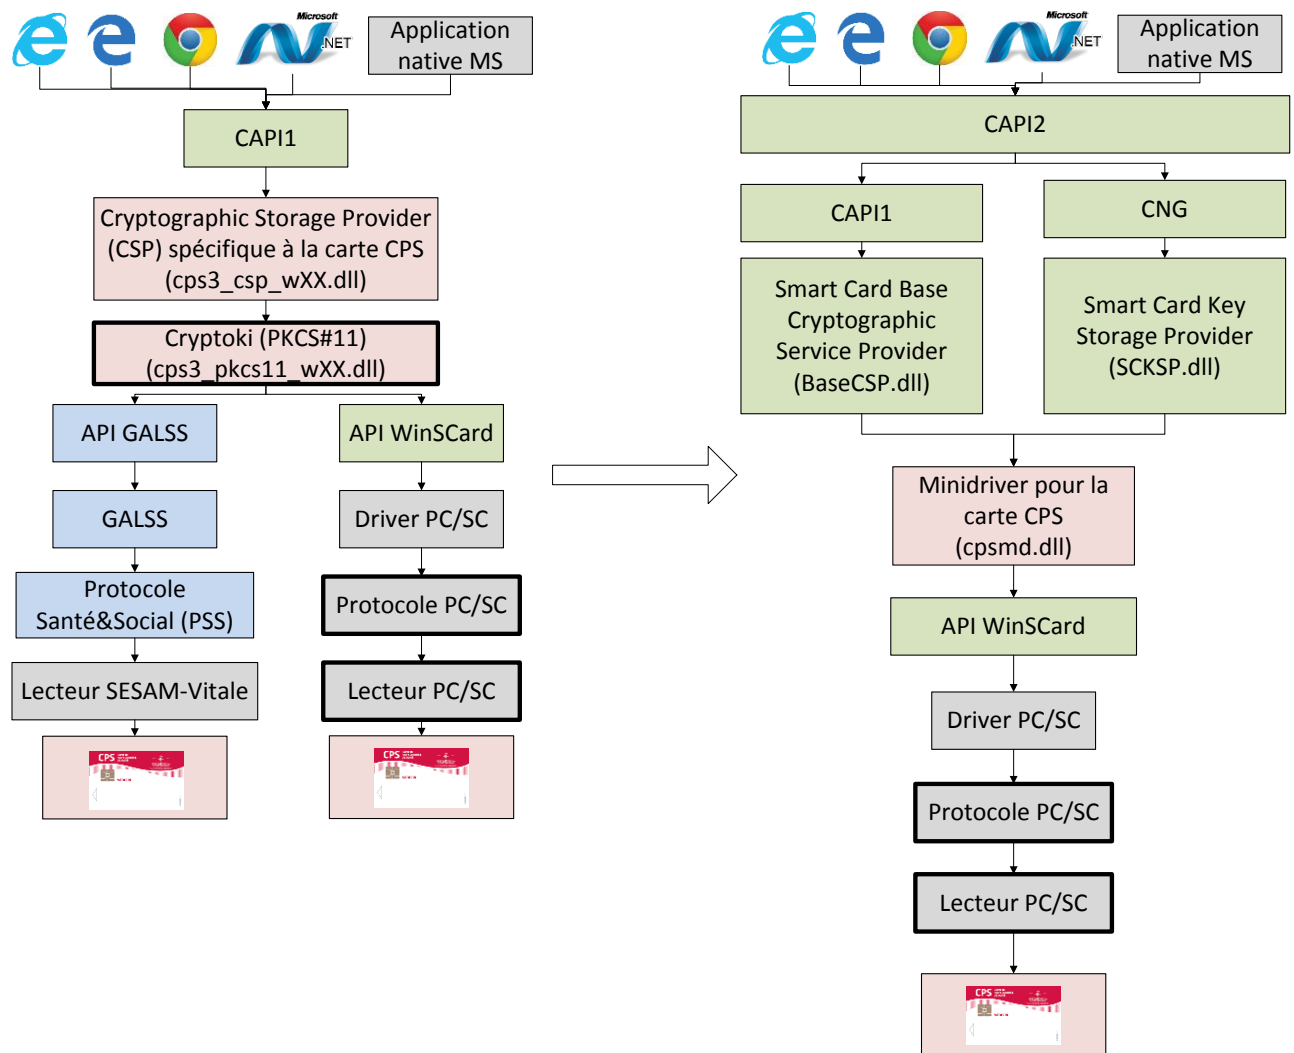 Microsoft
.NET
Application
native MS
CAPI1
Cryptographic Storage Provider
(CSP) spécifique à la carte CPS
(cps3_csp_wXX.dll)
Cryptoki (PKCS#11)
(cps3_pkcs11_wXX.dll)
API GALSS
API WinSCard
GALSS
Driver PC/SC
Protocole
Santé&Social (PSS)
Protocole PC/SC
Lecteur SESAM-Vitale
Lecteur PC/SC
CPS
CPS
Microsoft
.NET
Application
native MS
CAPI2
CAPI1
CNG
Smart Card Base
Cryptographic
Service Provider
(BaseCSP.dll)
Smart Card Key
Storage Provider
(SCKSP.dll)
Minidriver pour la
carte CPS
(cpsmd.dll)
API WinSCard
Driver PC/SC
Protocole PC/SC
Lecteur PC/SC
CPS